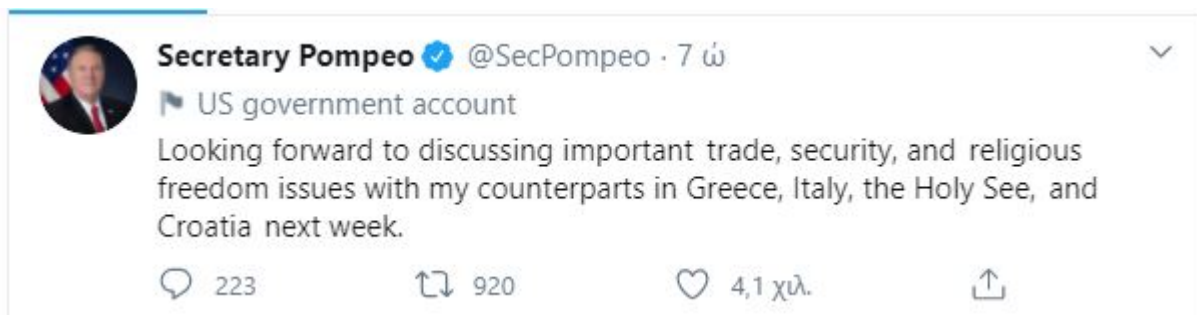 Secretary Pompeo @SecPompeo · 7 ώ
US government account
Looking forward to discussing important trade, security, and religious
freedom issues with my counterparts in Greece, Italy, the Holy See, and
Croatia next week.
223 920 4,1 χιλ.